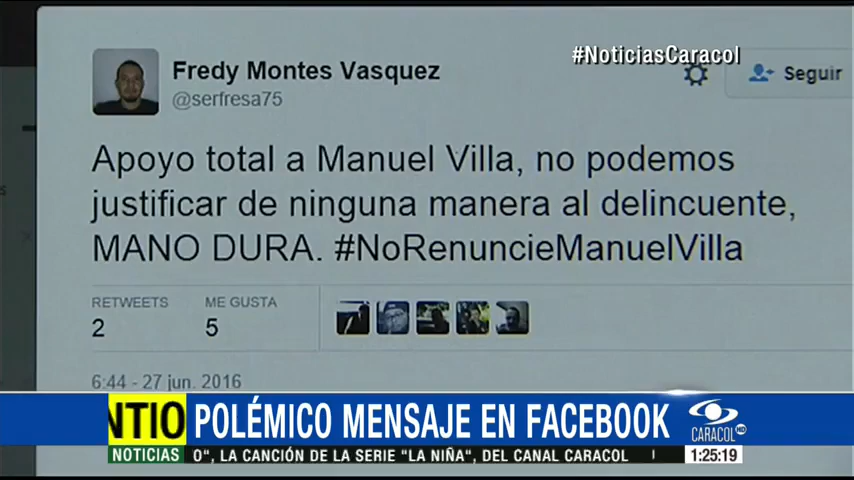 #NoticiasCaracol
Fredy Montes Vasquez
@serfresa75
Seguir
Apoyo total a Manuel Villa, no podemos
justificar de ninguna manera al delincuente,
MANO DURA. #NoRenuncieManuelVilla
RETWEETS
ME GUSTA
2
5
6:44 - 27 jun. 2016
NTIO
POLÉMICO MENSAJE EN FACEBOOK
CARACOL HD
NOTICIAS
O", LA CANCIÓN DE LA SERIE "LA NIÑA", DEL CANAL CARACOL
1:25:19